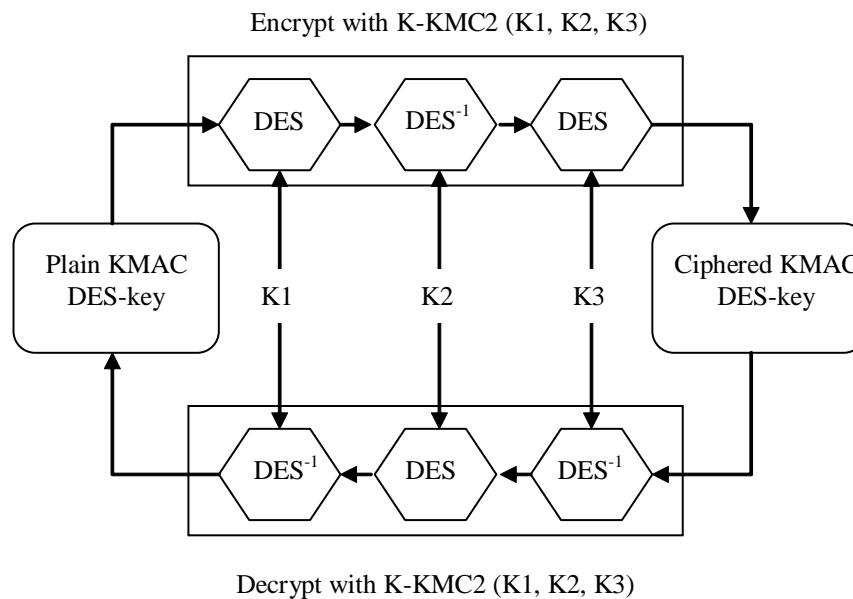 Encrypt with K-KMC2 (K1, K2, K3)
DES
DES-1
DES
Plain KMAC
DES-key
K1
K2
K3
Ciphered KMAC
DES-key
DES-1
DES
DES-1
Decrypt with K-KMC2 (K1, K2, K3)